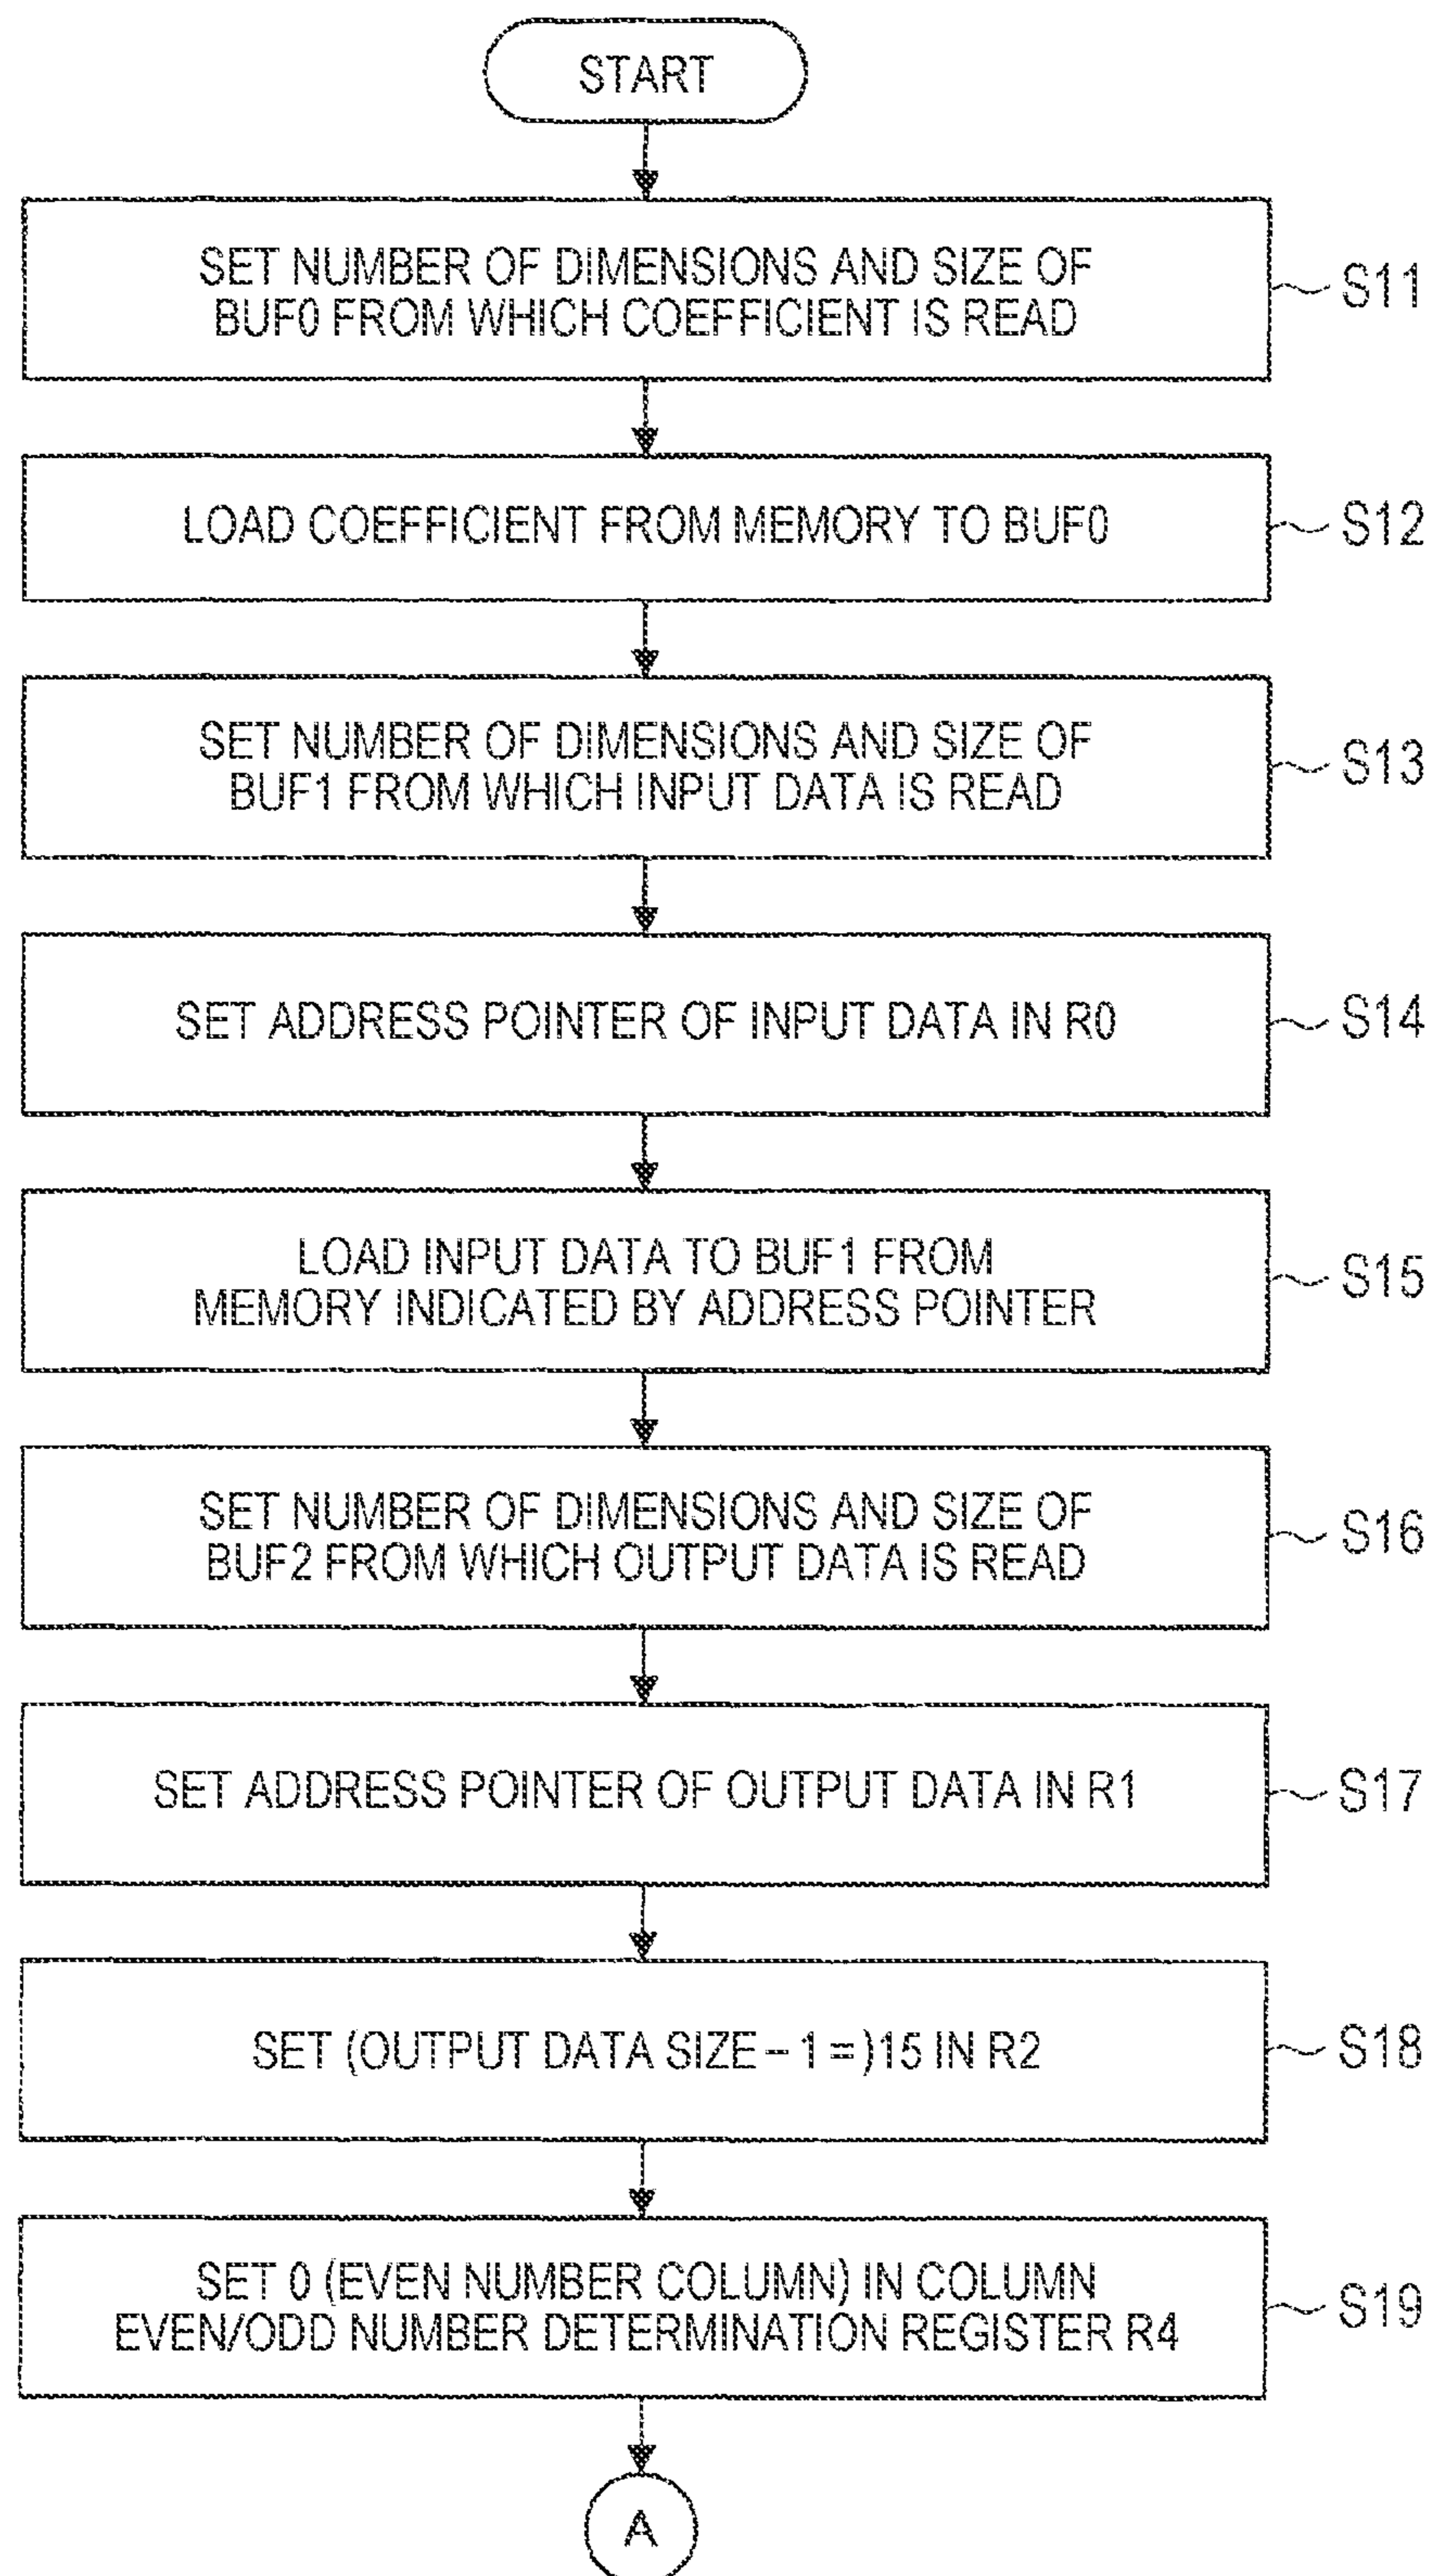 START
SET NUMBER OF DIMENSIONS AND SIZE OF
BUF0 FROM WHICH COEFFICIENT IS READ
S11
LOAD COEFFICIENT FROM MEMORY TO BUF0
S12
SET NUMBER OF DIMENSIONS AND SIZE OF
BUF1 FROM WHICH INPUT DATA IS READ
S13
SET ADDRESS POINTER OF INPUT DATA IN R0
S14
LOAD INPUT DATA TO BUF1 FROM
MEMORY INDICATED BY ADDRESS POINTER
S15
SET NUMBER OF DIMENSIONS AND SIZE OF
BUF2 FROM WHICH OUTPUT DATA IS READ
S16
SET ADDRESS POINTER OF OUTPUT DATA IN R1
S17
SET (OUTPUT DATA SIZE – 1 =)15 IN R2
S18
SET 0 (EVEN NUMBER COLUMN) IN COLUMN
EVEN/ODD NUMBER DETERMINATION REGISTER R4
S19
A